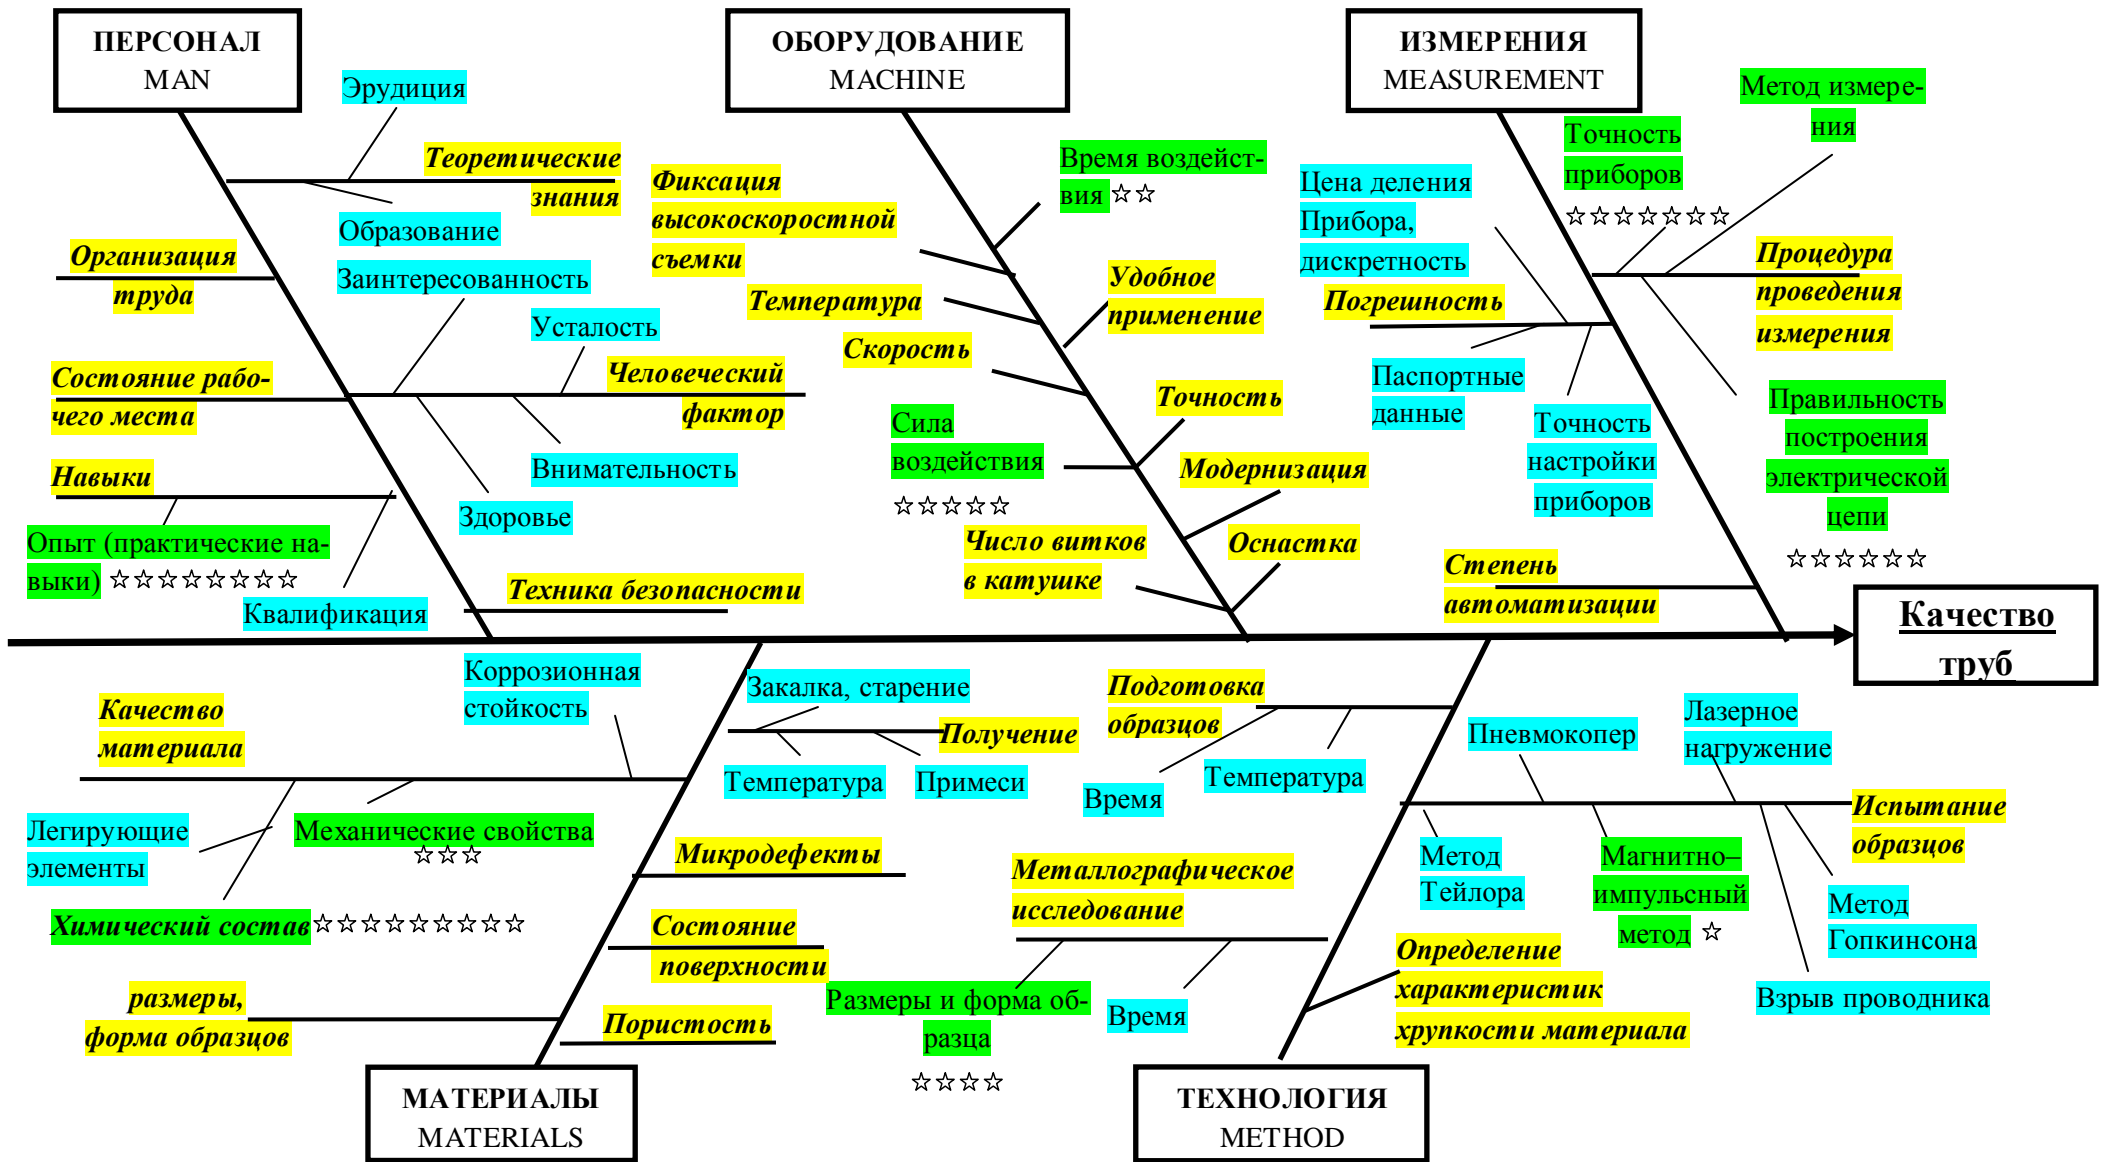 ПЕРСОНАЛ
MAN
ОБОРУДОВАНИЕ
MACHINE
ИЗМЕРЕНИЯ
MEASUREMENT
Эрудиция
Теоретические
знания
Образование
Организация
труда
Заинтересованность
Усталость
Состояние рабо-
чего места
Человеческий
фактор
Внимательность
Здоровье
Навыки
Опыт (практические на-
выки) ☆☆☆☆☆☆☆☆
Квалификация
Техника безопасности
Фиксация
высокоскоростной
съемки
Время воздейст-
вия ☆☆
Температура
Удобное
применение
Скорость
Точность
Сила
воздействия
☆☆☆☆☆
Модернизация
Число витков
в катушке
Оснастка
Метод измере-
ния
Точность
приборов
☆☆☆☆☆☆☆
Цена деления
Прибора,
дискретность
Погрешность
Процедура
проведения
измерения
Паспортные
данные
Точность
настройки
приборов
Правильность
построения
электрической
цепи
☆☆☆☆☆☆
Степень
автоматизации
Качество
труб
Коррозионная
стойкость
Качество
материала
Легирующие
элементы
Механические свойства
☆☆☆
Химический состав☆☆☆☆☆☆☆☆☆
размеры,
форма образцов
Закалка, старение
Получение
Температура
Примеси
Микродефекты
Состояние
поверхности
Пористость
МАТЕРИАЛЫ
MATERIALS
Подготовка
образцов
Время
Температура
Металлографическое
исследование
Размеры и форма об-
разца
☆☆☆☆
Время
Пневмокопер
Лазерное
нагружение
Испытание
образцов
Метод
Тейлора
Магнитно–
импульсный
метод ☆
Метод
Гопкинсона
Взрыв проводника
Определение
характеристик
хрупкости материала
ТЕХНОЛОГИЯ
METHOD